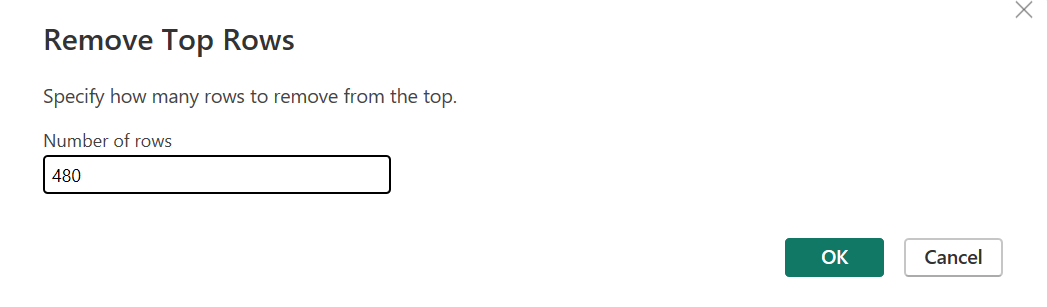 Remove Top Rows
Specify how many rows to remove from the top.
Number of rows
480
OK
Cancel